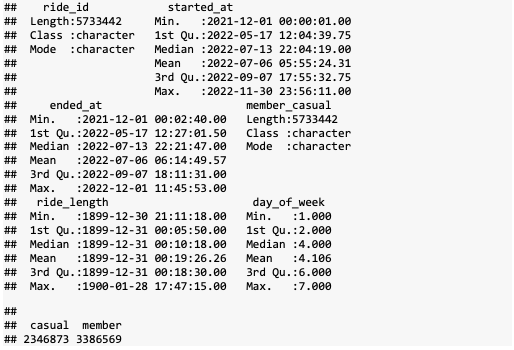 ##    ride_id            started_at
##  Length:5733442     Min.   :2021-12-01 00:00:01.00
##  Class :character   1st Qu.:2022-05-17 12:04:39.75
##  Mode  :character   Median :2022-07-13 22:04:19.00
##                     Mean   :2022-07-06 05:55:24.31
##                     3rd Qu.:2022-09-07 17:55:32.75
##                     Max.   :2022-11-30 23:56:11.00
##     ended_at                      member_casual
##  Min.   :2021-12-01 00:02:40.00   Length:5733442
##  1st Qu.:2022-05-17 12:27:01.50   Class :character
##  Median :2022-07-13 22:21:47.00   Mode  :character
##  Mean   :2022-07-06 06:14:49.57
##  3rd Qu.:2022-09-07 18:11:31.00
##  Max.   :2022-12-01 11:45:53.00
##   ride_length                      day_of_week
##  Min.   :1899-12-30 21:11:18.00   Min.   :1.000
##  1st Qu.:1899-12-31 00:05:50.00   1st Qu.:2.000
##  Median :1899-12-31 00:10:18.00   Median :4.000
##  Mean   :1899-12-31 00:19:26.26   Mean   :4.106
##  3rd Qu.:1899-12-31 00:18:30.00   3rd Qu.:6.000
##  Max.   :1900-01-28 17:47:15.00   Max.   :7.000
##
##  casual  member
## 2346873 3386569